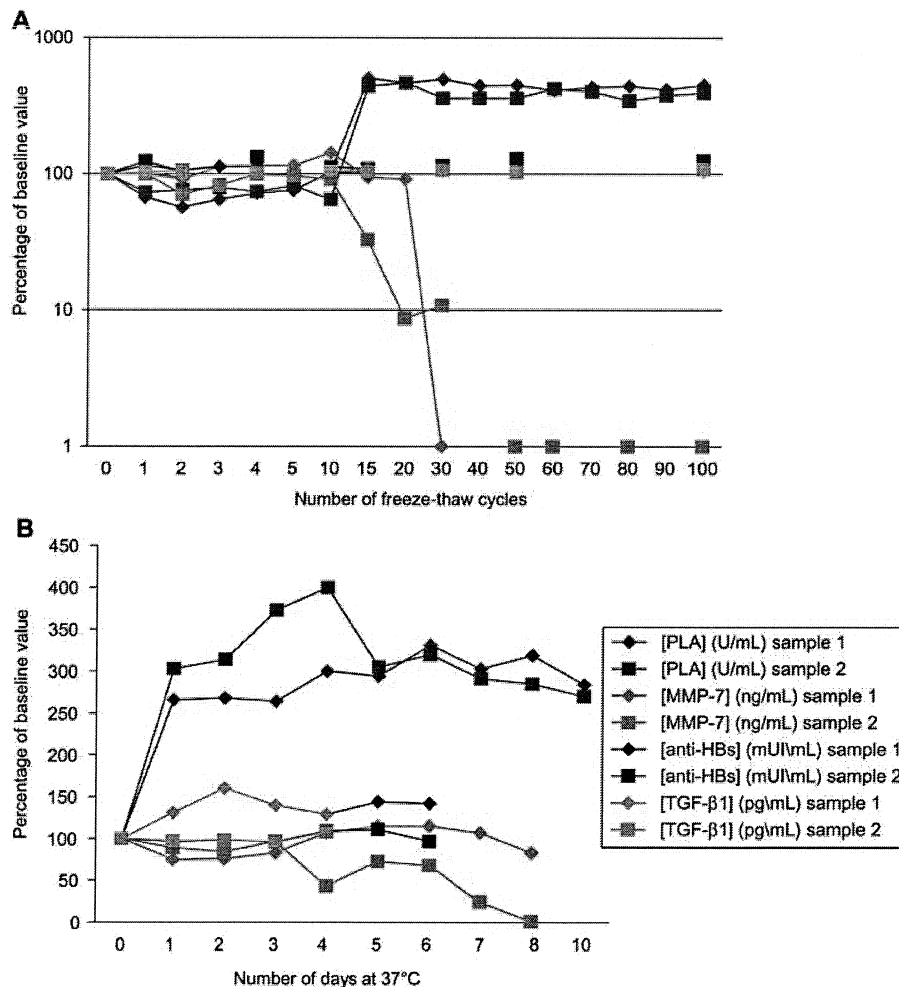 A
1000
100
10
1
Percentage of baseline value
0 1 2 3 4 5 10 15 20 30 40 50 60 70 80 90 100
Number of freeze-thaw cycles
B
450
400
350
300
250
200
150
100
50
0
Percentage of baseline value
0 1 2 3 4 5 6 7 8 10
Number of days at 37°C
[PLA] (U/mL) sample 1
[PLA] (U/mL) sample 2
[MMP-7] (ng/mL) sample 1
[MMP-7] (ng/mL) sample 2
[anti-HBs] (mUI\mL) sample 1
[anti-HBs] (mUI\mL) sample 2
[TGF-β1] (pg\mL) sample 1
[TGF-β1] (pg\mL) sample 2